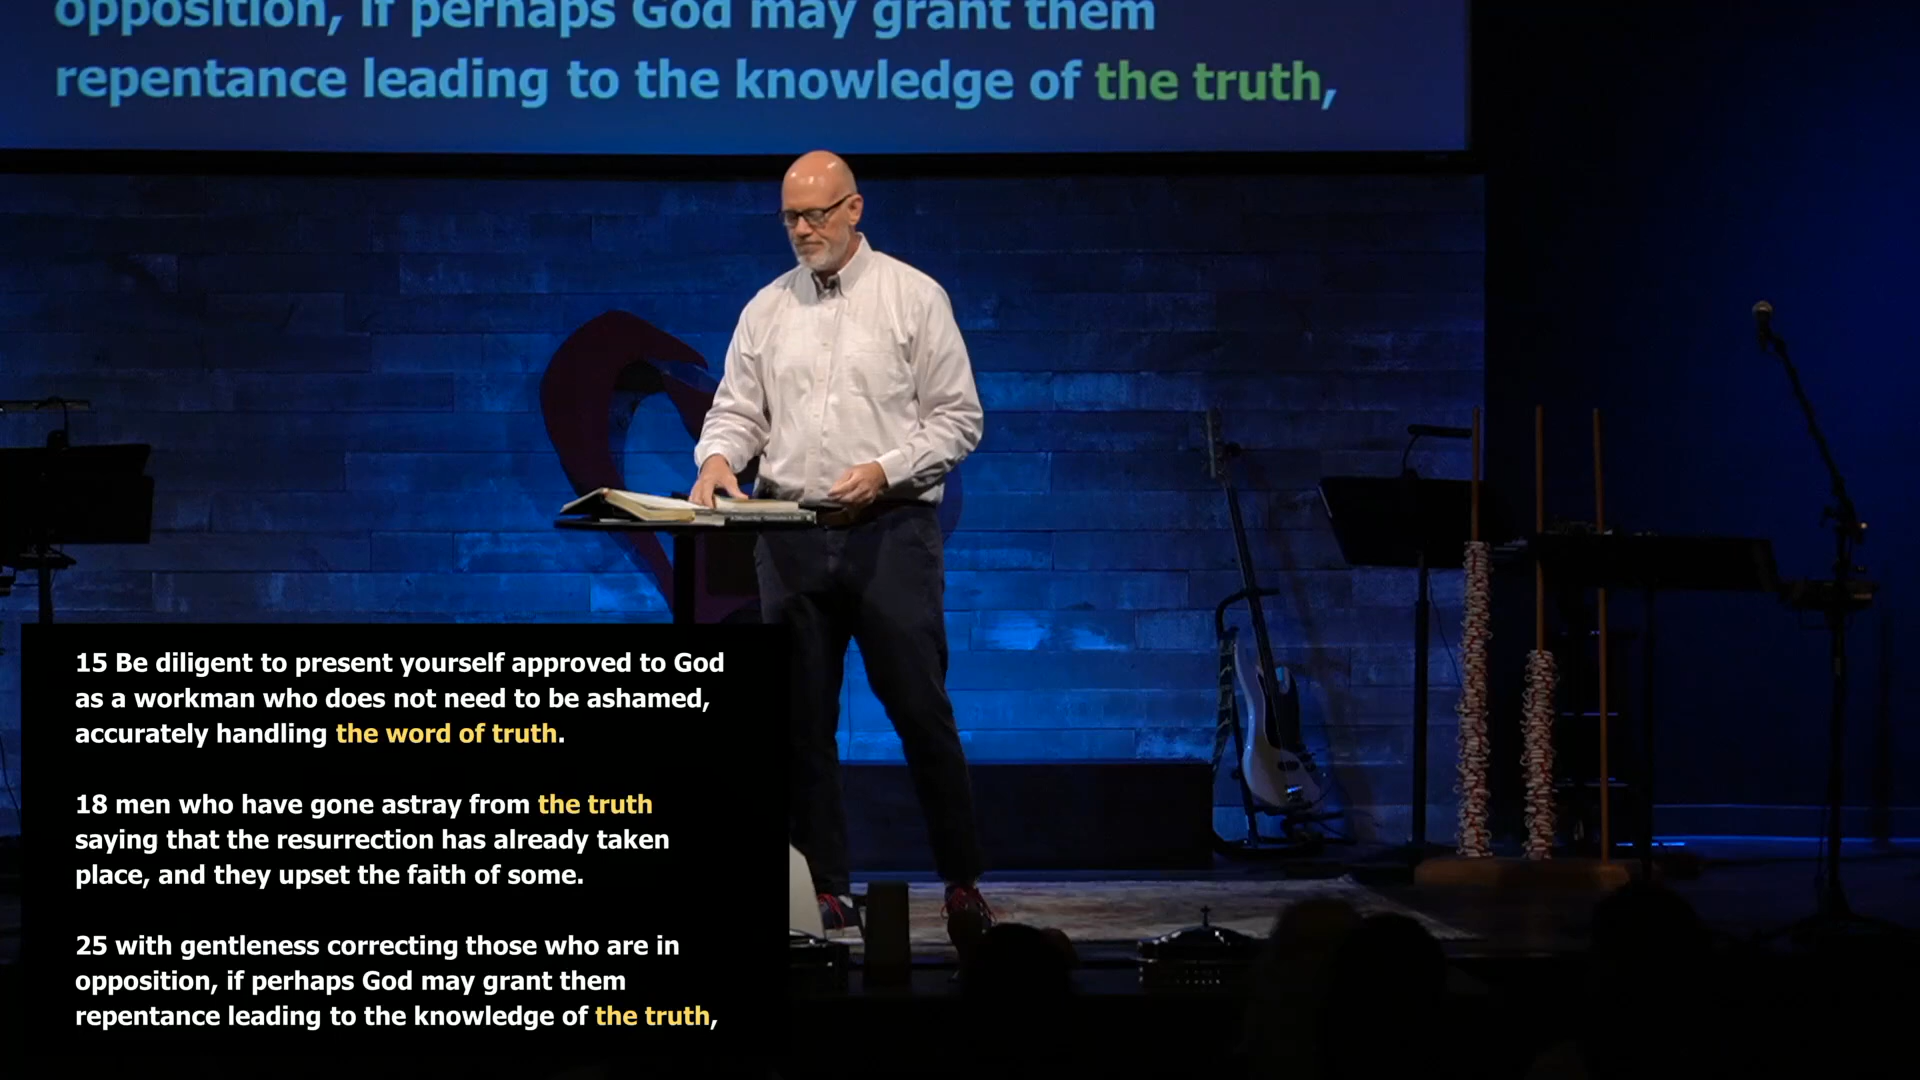 opposition, if perhaps God may grant them
repentance leading to the knowledge of the truth,
15 Be diligent to present yourself approved to God
as a workman who does not need to be ashamed,
accurately handling the word of truth.
18 men who have gone astray from the truth
saying that the resurrection has already taken
place, and they upset the faith of some.
25 with gentleness correcting those who are in
opposition, if perhaps God may grant them
repentance leading to the knowledge of the truth,